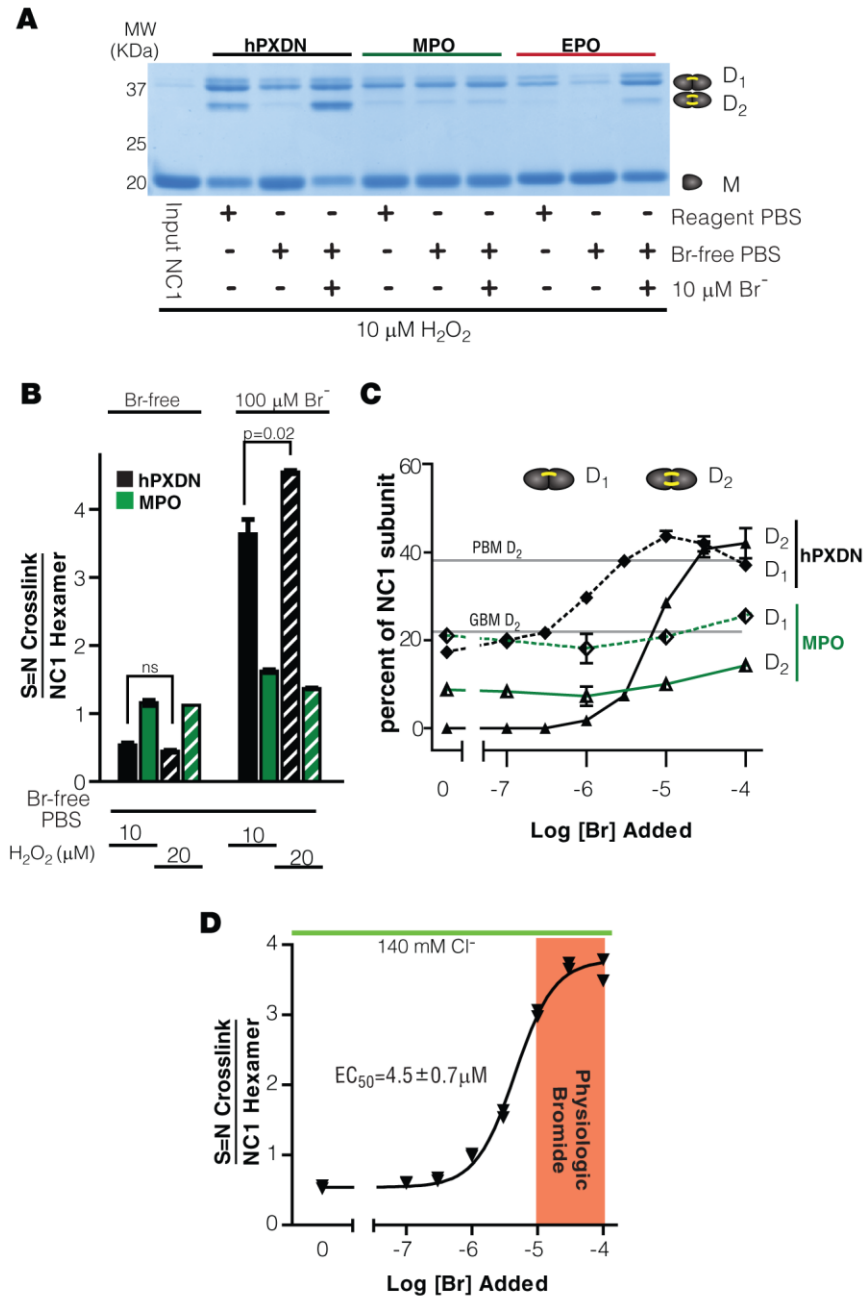 A
MW
(KDa)
hPXDN MPO EPO
37
25
20
D1
D2
M
Input NC1
+ - - + - - + - - Reagent PBS
- + + - + + - + + Br-free PBS
- - + - - + - - + 10 μM Br⁻
10 μM H₂O₂
B
Br-free 100 μM Br⁻
p=0.02
hPXDN
MPO
ns
S=N Crosslink
NC1 Hexamer
4
3
2
1
0
Br-free
PBS
H₂O₂ (μM)
10 20 10 20
C
D₁ D₂
60
40
20
0
percent of NC1 subunit
PBM D₂
GBM D₂
D₂
D₁
hPXDN
D₁
D₂
MPO
0 -7 -6 -5 -4
Log [Br] Added
D
140 mM Cl⁻
4
3
2
1
0
S=N Crosslink
NC1 Hexamer
EC₅₀=4.5±0.7μM
Physiologic
Bromide
0 -7 -6 -5 -4
Log [Br] Added